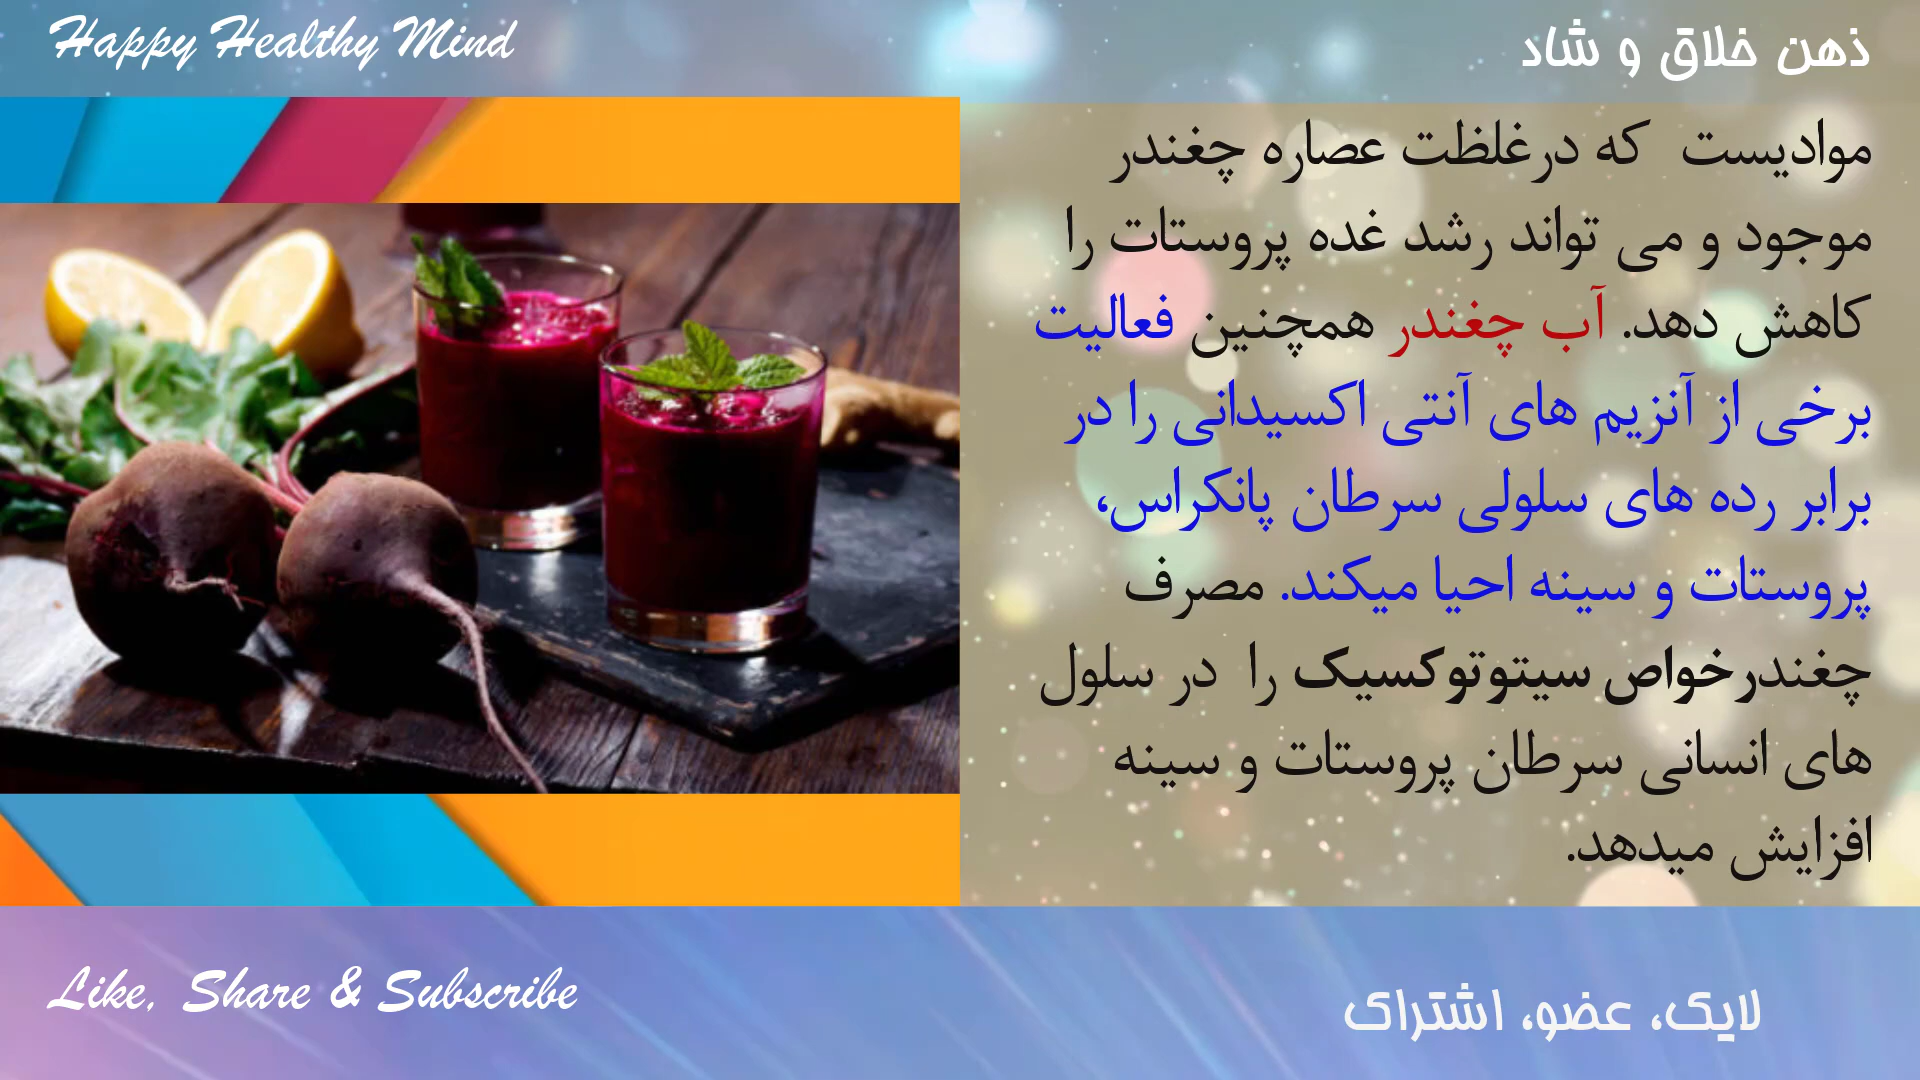 Happy Healthy Mind
ذهن خلاق و شاد
موادیست که درغلظت عصاره چغندر
موجود و می تواند رشد غده پروستات را
کاهش دهد. آب چغندر همچنین فعالیت
برخی از آنزیم های آنتی اکسیدانی را در
برابر رده های سلولی سرطان پانکراس،
پروستات و سینه احیا میکند. مصرف
چغندرخواص سیتوتوکسیک را در سلول
های انسانی سرطان پروستات و سینه
افزایش میدهد.
Like, Share & Subscribe
لایک، عضو، اشتراک